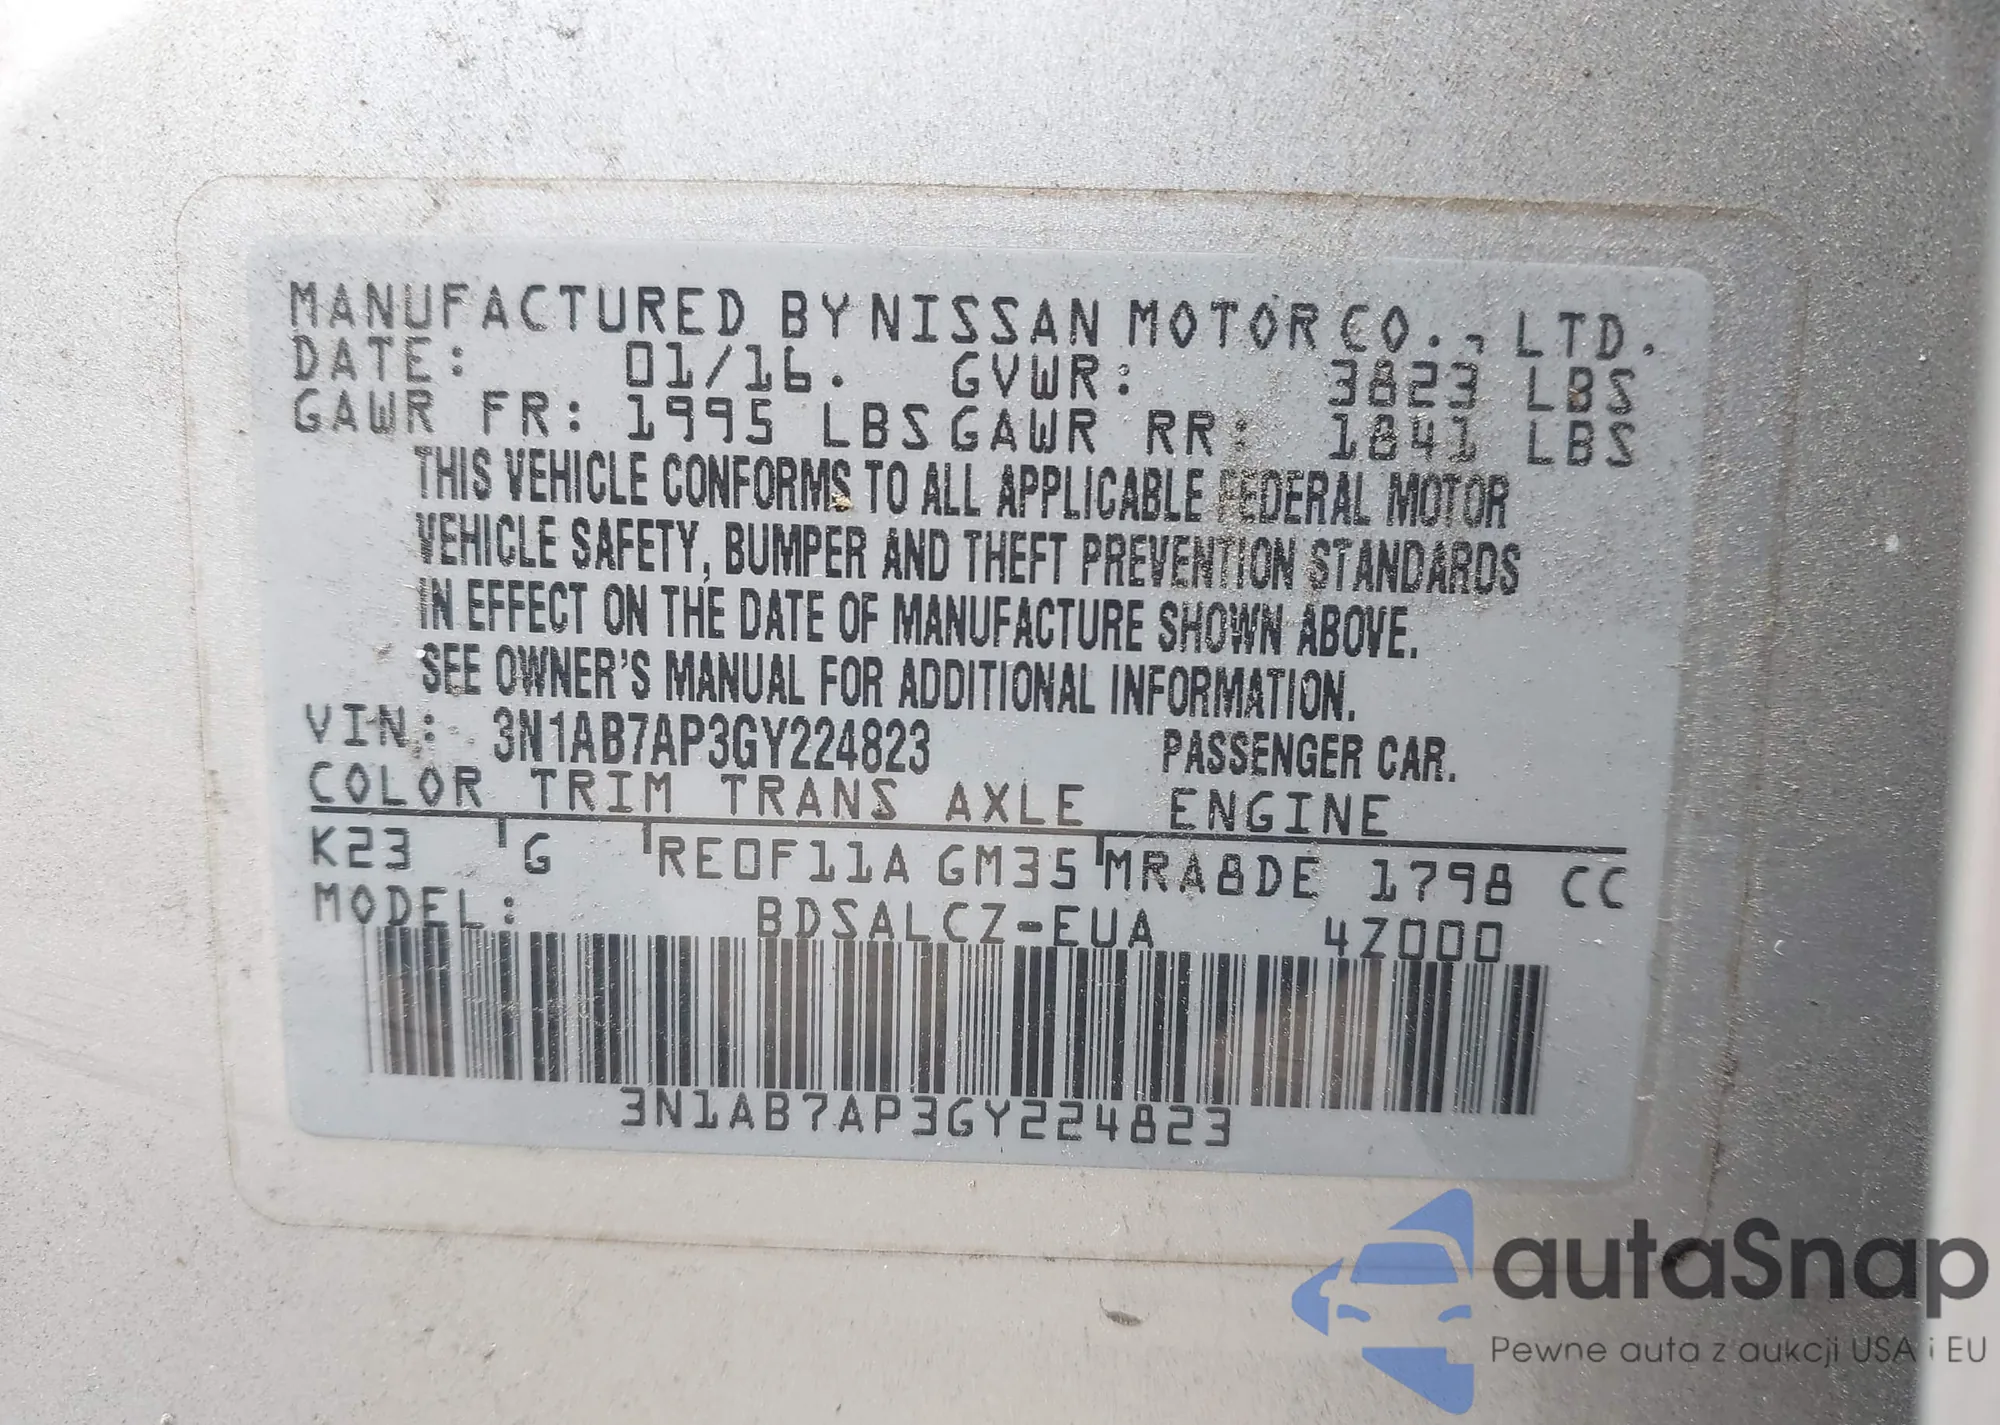 MANUFACTURED BY NISSAN MOTOR CO., LTD.
DATE: 01/16. GVWR: 3823 LBS
GAWR FR: 1995 LBS GAWR RR: 1841 LBS
THIS VEHICLE CONFORMS TO ALL APPLICABLE FEDERAL MOTOR
VEHICLE SAFETY, BUMPER AND THEFT PREVENTION STANDARDS
IN EFFECT ON THE DATE OF MANUFACTURE SHOWN ABOVE.
SEE OWNER'S MANUAL FOR ADDITIONAL INFORMATION.
VIN: 3N1AB7AP3GY224823 PASSENGER CAR.
COLOR TRIM TRANS AXLE ENGINE
K23 G RE0F11A GM35 MRA8DE 1798 CC
MODEL: BDSALCZ-EUA 4Z000
3N1AB7AP3GY224823
autaSnap
Pewne auta z aukcji USA i EU